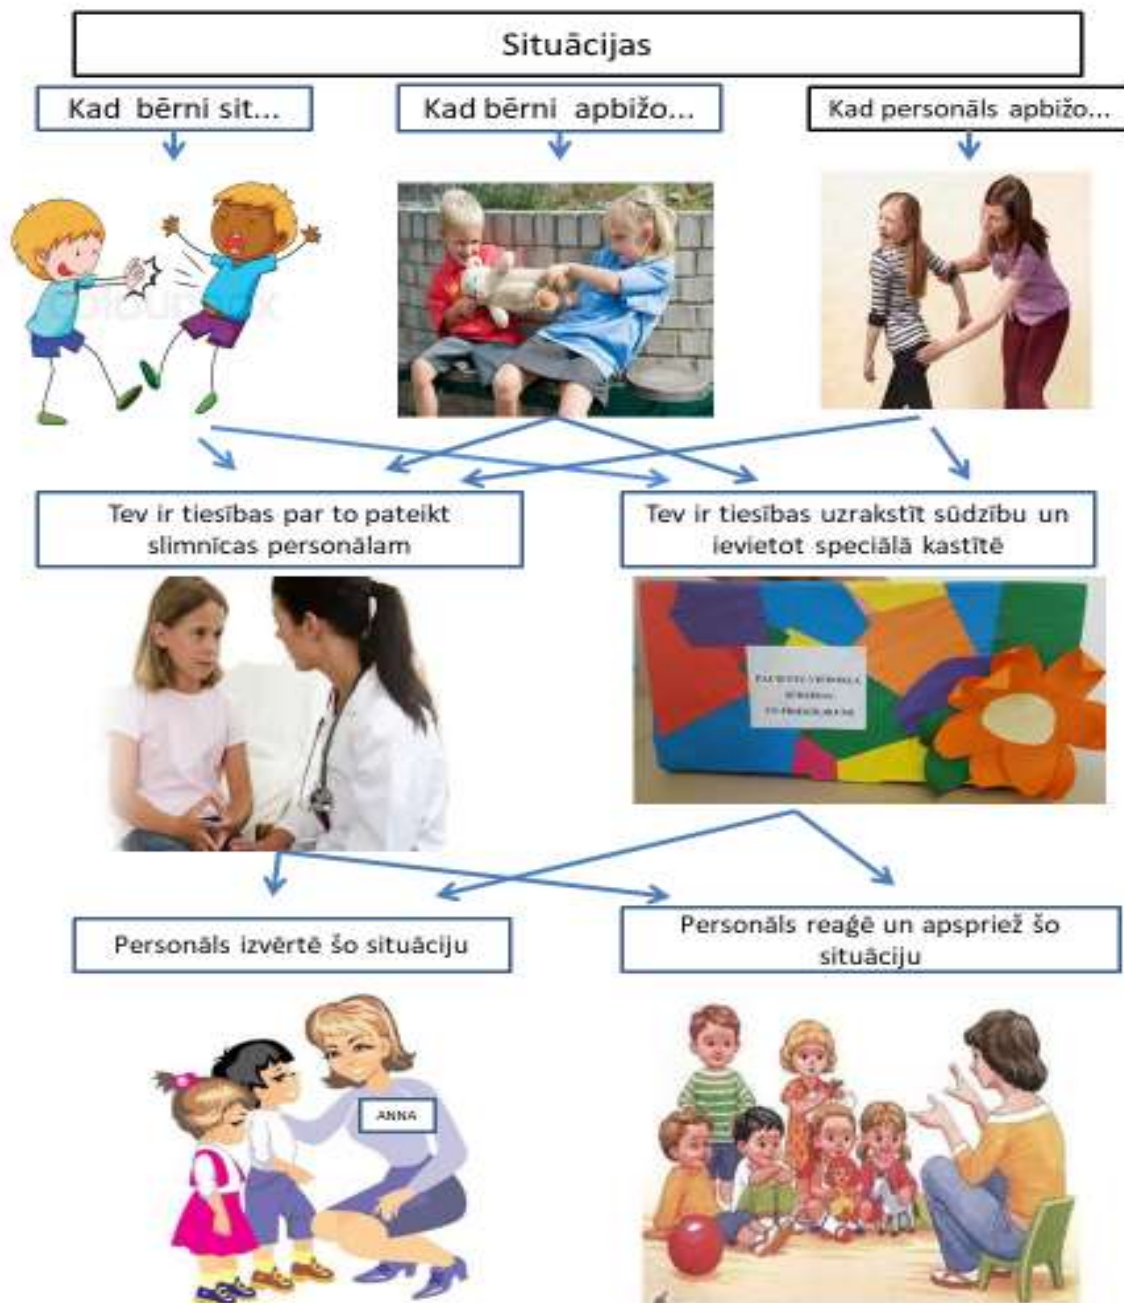 Situācijas
Kad bērni sit...
Kad bērni apbižo...
Kad personāls apbižo...
Tev ir tiesības par to pateikt
slimnīcas personālam
Tev ir tiesības uzrakstīt sūdzību un
ievietot speciālā kastītē
Personāls izvērtē šo situāciju
Personāls reaģē un apspriež šo
situāciju
ANNA